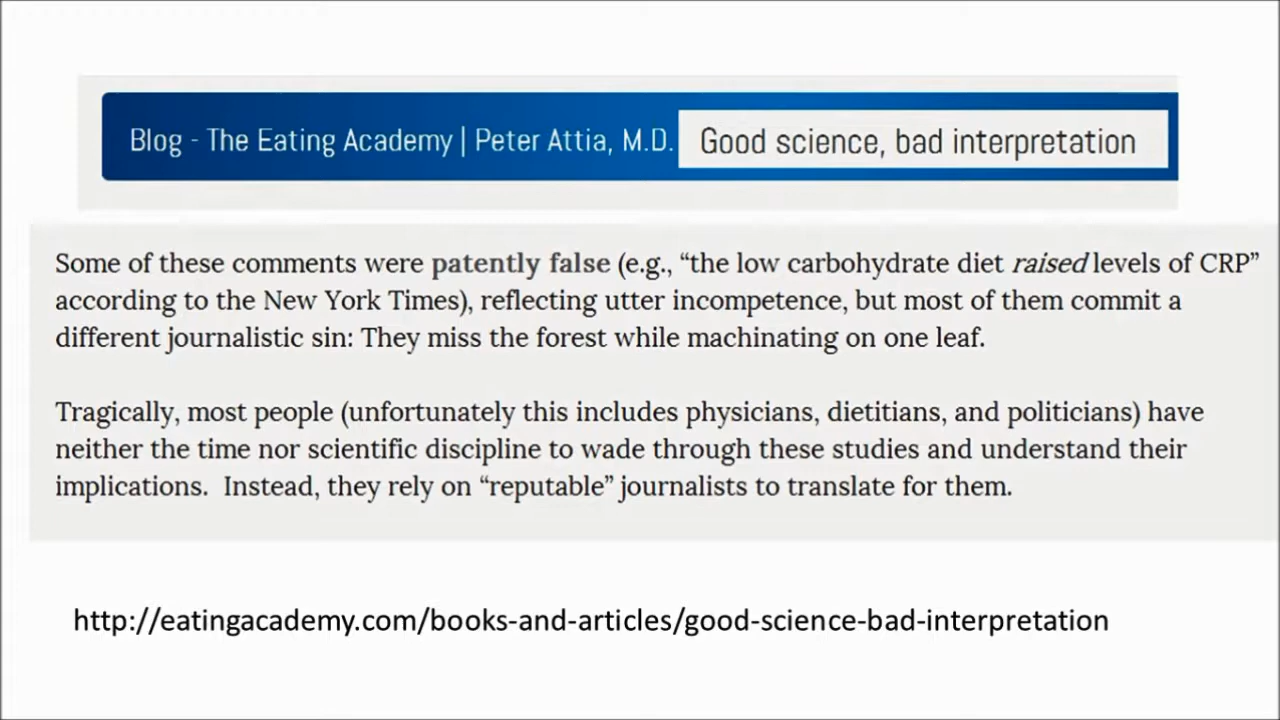 Blog - The Eating Academy | Peter Attia, M.D. Good science, bad interpretation
Some of these comments were patently false (e.g., “the low carbohydrate diet raised levels of CRP”
according to the New York Times), reflecting utter incompetence, but most of them commit a
different journalistic sin: They miss the forest while machinating on one leaf.
Tragically, most people (unfortunately this includes physicians, dietitians, and politicians) have
neither the time nor scientific discipline to wade through these studies and understand their
implications.  Instead, they rely on “reputable” journalists to translate for them.
http://eatingacademy.com/books-and-articles/good-science-bad-interpretation